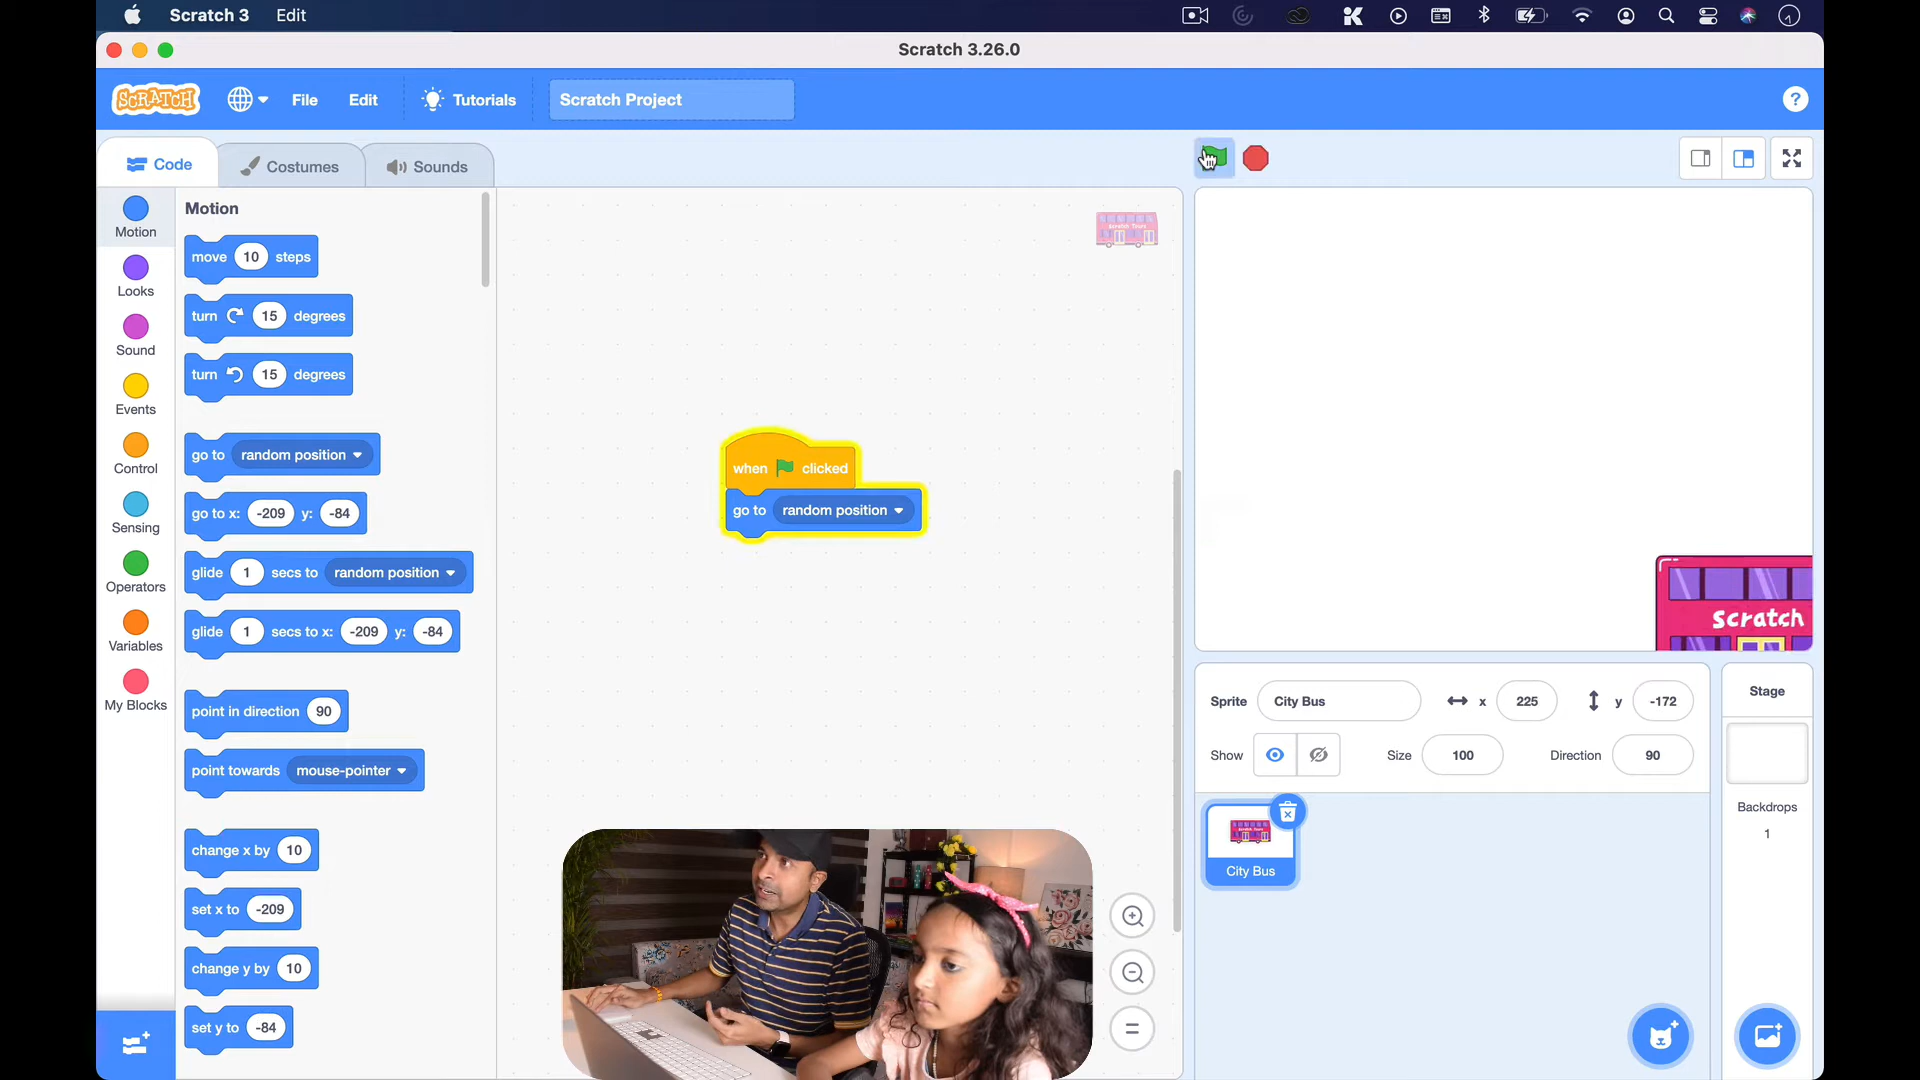 Scratch 3 Edit
Scratch 3.26.0
SCRATCH File Edit Tutorials Scratch Project ?
Code Costumes Sounds
Motion
Looks
Sound
Events
Control
Sensing
Operators
Variables
My Blocks
Motion
move 10 steps
turn 15 degrees
turn 15 degrees
go to random position
go to x: -209 y: -84
glide 1 secs to random position
glide 1 secs to x: -209 y: -84
point in direction 90
point towards mouse-pointer
change x by 10
set x to -209
change y by 10
set y to -84
Scratch Tours
when clicked
go to random position
Scratch
Sprite City Bus x 225 y -172
Show Size 100 Direction 90
City Bus
Stage
Backdrops
1